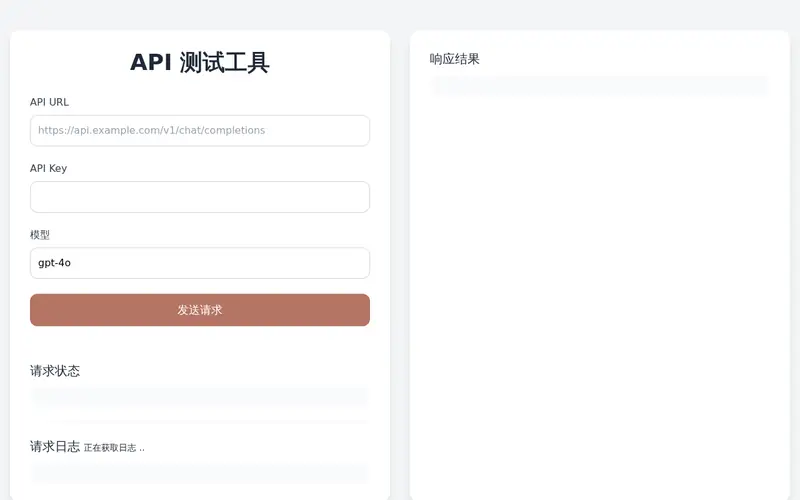 API 测试工具
API URL
https://api.example.com/v1/chat/completions
API Key
模型
gpt-4o
发送请求
请求状态
请求日志 正在获取日志 ..
响应结果